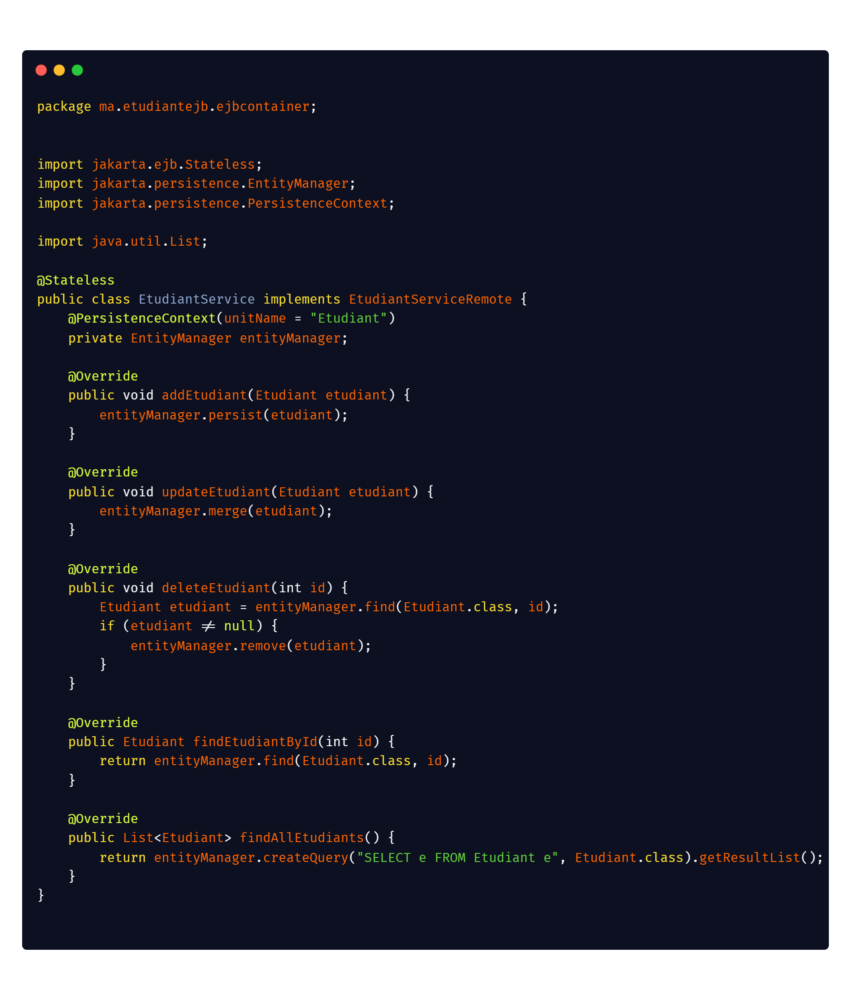 package ma.etudiantejb.ejbcontainer;
import jakarta.ejb.Stateless;
import jakarta.persistence.EntityManager;
import jakarta.persistence.PersistenceContext;
import java.util.List;
@Stateless
public class EtudiantService implements EtudiantServiceRemote {
    @PersistenceContext(unitName = "Etudiant")
    private EntityManager entityManager;
    @Override
    public void addEtudiant(Etudiant etudiant) {
        entityManager.persist(etudiant);
    }
    @Override
    public void updateEtudiant(Etudiant etudiant) {
        entityManager.merge(etudiant);
    }
    @Override
    public void deleteEtudiant(int id) {
        Etudiant etudiant = entityManager.find(Etudiant.class, id);
        if (etudiant != null) {
            entityManager.remove(etudiant);
        }
    }
    @Override
    public Etudiant findEtudiantById(int id) {
        return entityManager.find(Etudiant.class, id);
    }
    @Override
    public List<Etudiant> findAllEtudiants() {
        return entityManager.createQuery("SELECT e FROM Etudiant e", Etudiant.class).getResultList();
    }
}